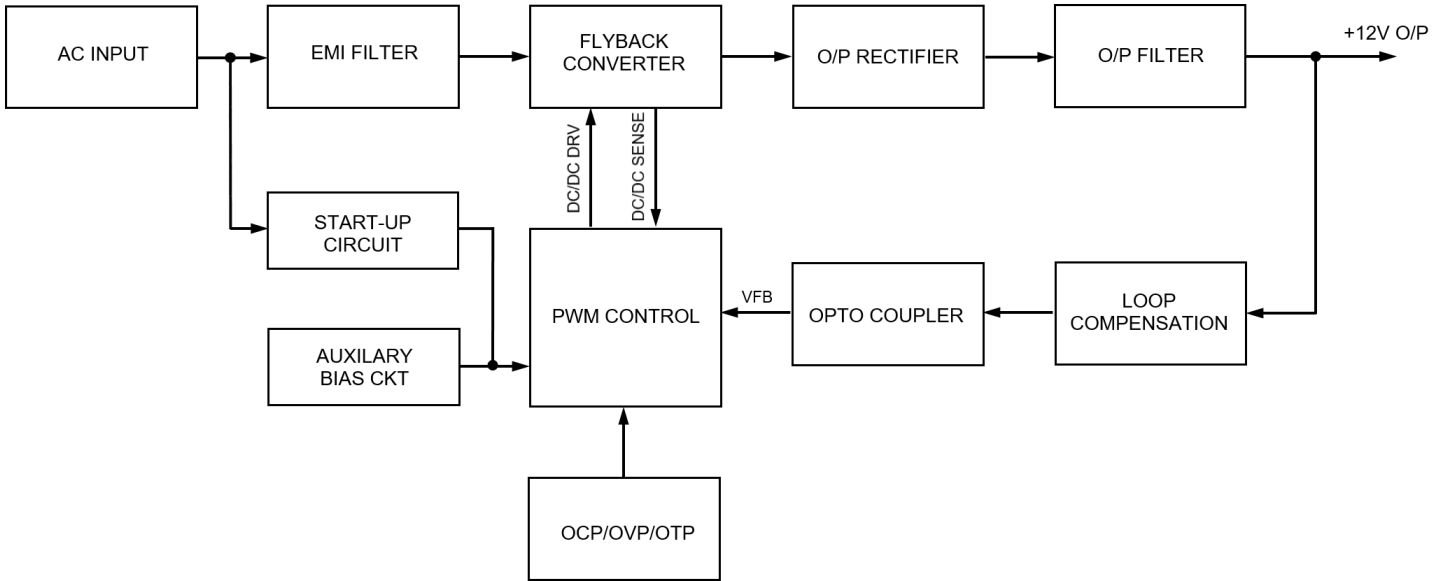 AC INPUT
EMI FILTER
FLYBACK
CONVERTER
O/P RECTIFIER
O/P FILTER
+12V O/P
DC/DC DRV
DC/DC SENSE
START-UP
CIRCUIT
AUXILARY
BIAS CKT
PWM CONTROL
VFB
OPTO COUPLER
LOOP
COMPENSATION
OCP/OVP/OTP